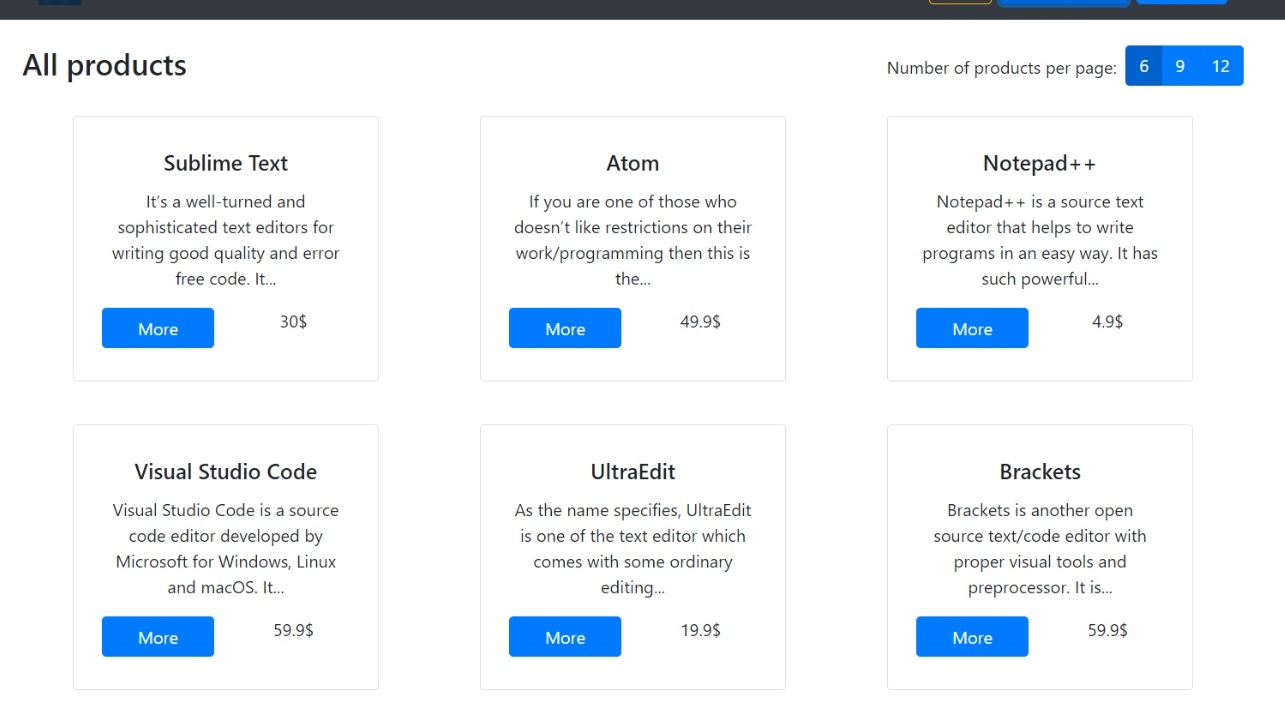 All products
Number of products per page: 6 9 12
Sublime Text
It’s a well-turned and
sophisticated text editors for
writing good quality and error
free code. It...
More 30$
Atom
If you are one of those who
doesn’t like restrictions on their
work/programming then this is
the...
More 49.9$
Notepad++
Notepad++ is a source text
editor that helps to write
programs in an easy way. It has
such powerful...
More 4.9$
Visual Studio Code
Visual Studio Code is a source
code editor developed by
Microsoft for Windows, Linux
and macOS. It...
More 59.9$
UltraEdit
As the name specifies, UltraEdit
is one of the text editor which
comes with some ordinary
editing...
More 19.9$
Brackets
Brackets is another open
source text/code editor with
proper visual tools and
preprocessor. It is...
More 59.9$